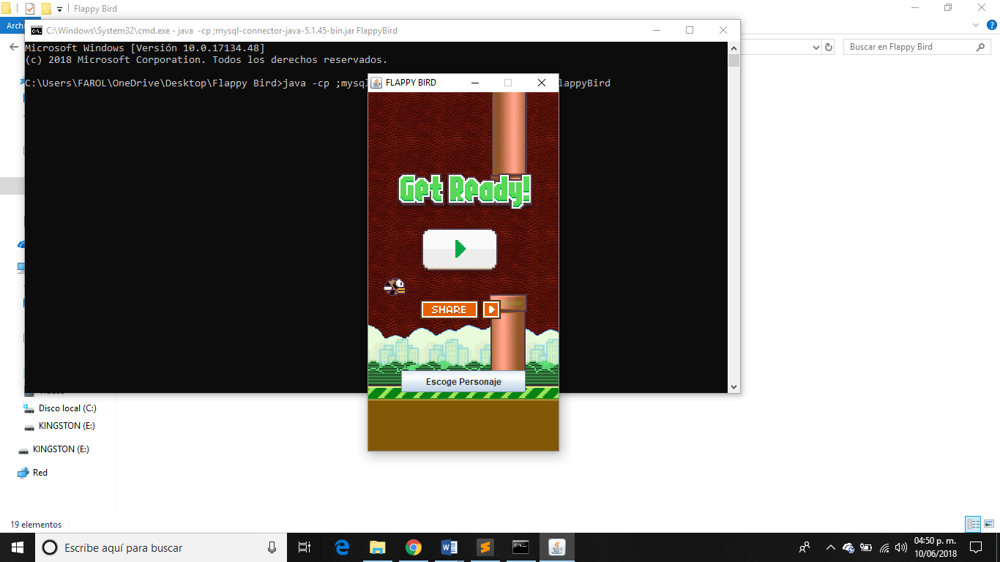 Flappy Bird
Archi
C:\Windows\System32\cmd.exe - java -cp ;mysql-connector-java-5.1.45-bin.jar FlappyBird
Buscar en Flappy Bird
Microsoft Windows [Versión 10.0.17134.48]
(c) 2018 Microsoft Corporation. Todos los derechos reservados.
C:\Users\FAROL\OneDrive\Desktop\Flappy Bird>java -cp ;mysql lappyBird
FLAPPY BIRD
Get Ready!
SHARE
Escoge Personaje
Disco local (C:)
KINGSTON (E:)
KINGSTON (E:)
Red
19 elementos
Escribe aquí para buscar
04:50 p. m.
10/06/2018